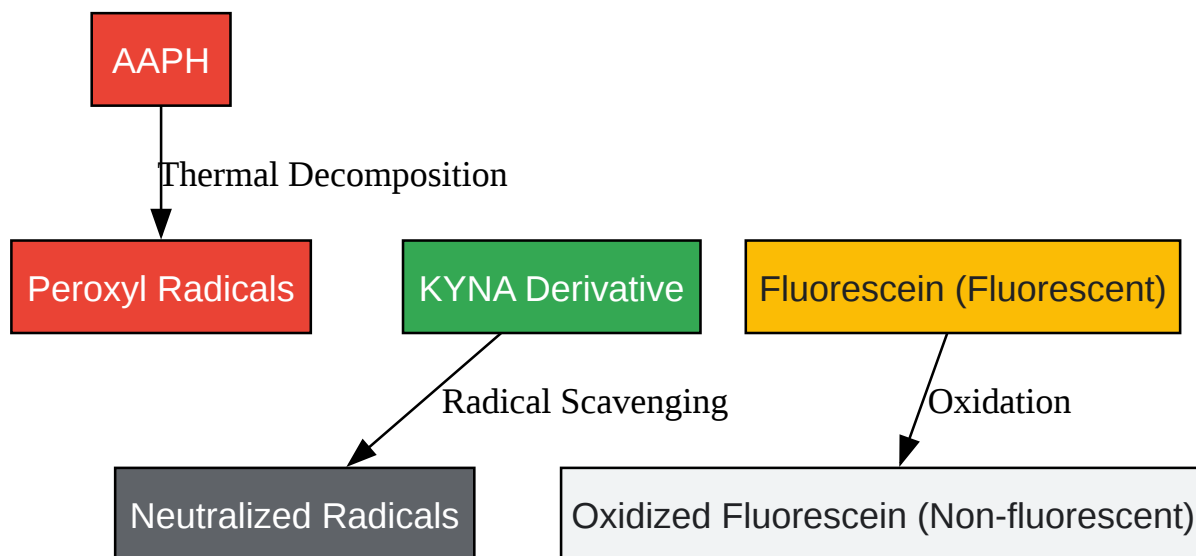 AAPH
Thermal Decomposition
Peroxyl Radicals
KYNA Derivative
Fluorescein (Fluorescent)
Radical Scavenging
Oxidation
Neutralized Radicals
Oxidized Fluorescein (Non-fluorescent)